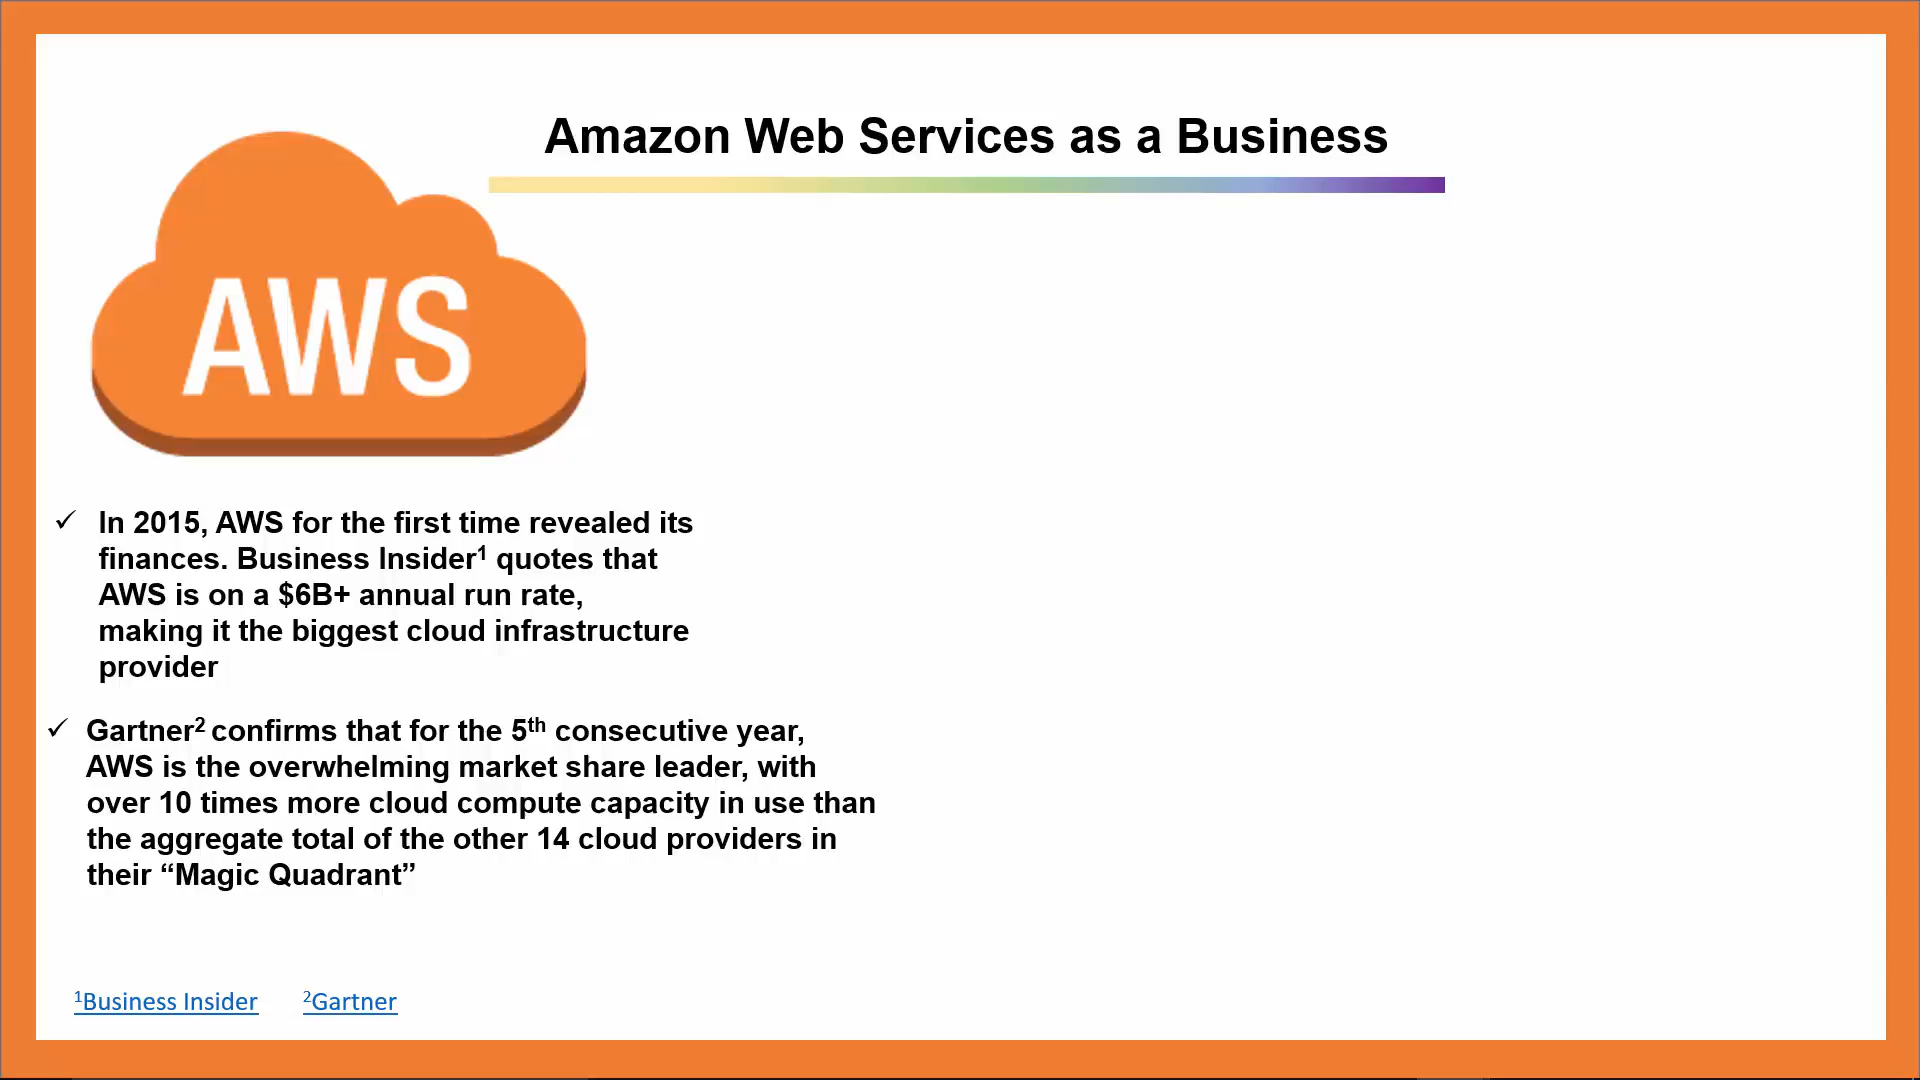 Amazon Web Services as a Business
AWS
✓ In 2015, AWS for the first time revealed its
finances. Business Insider¹ quotes that
AWS is on a $6B+ annual run rate,
making it the biggest cloud infrastructure
provider
✓ Gartner² confirms that for the 5th consecutive year,
AWS is the overwhelming market share leader, with
over 10 times more cloud compute capacity in use than
the aggregate total of the other 14 cloud providers in
their “Magic Quadrant”
¹Business Insider ²Gartner